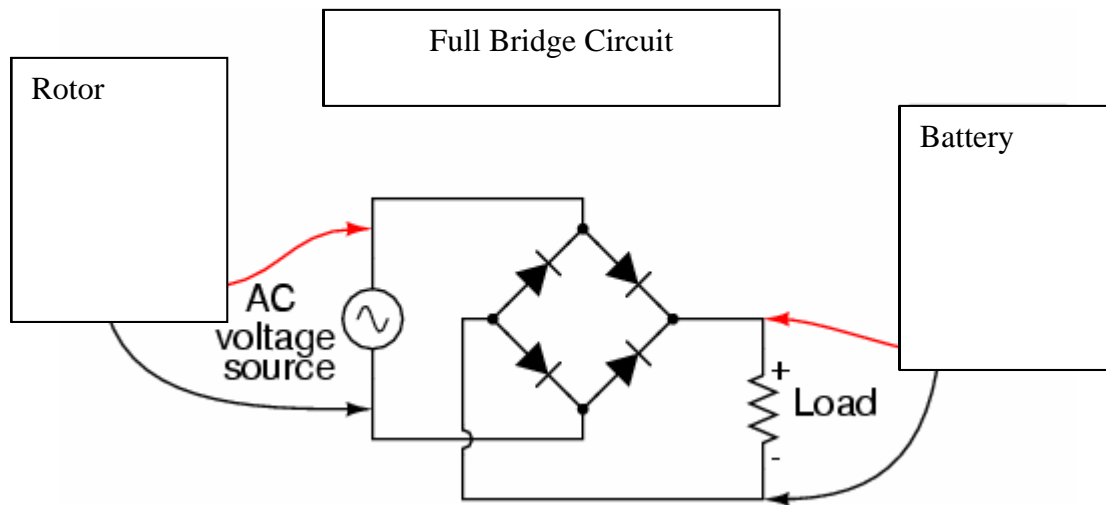 Full Bridge Circuit
Rotor
Battery
AC
voltage
source
+
Load
-